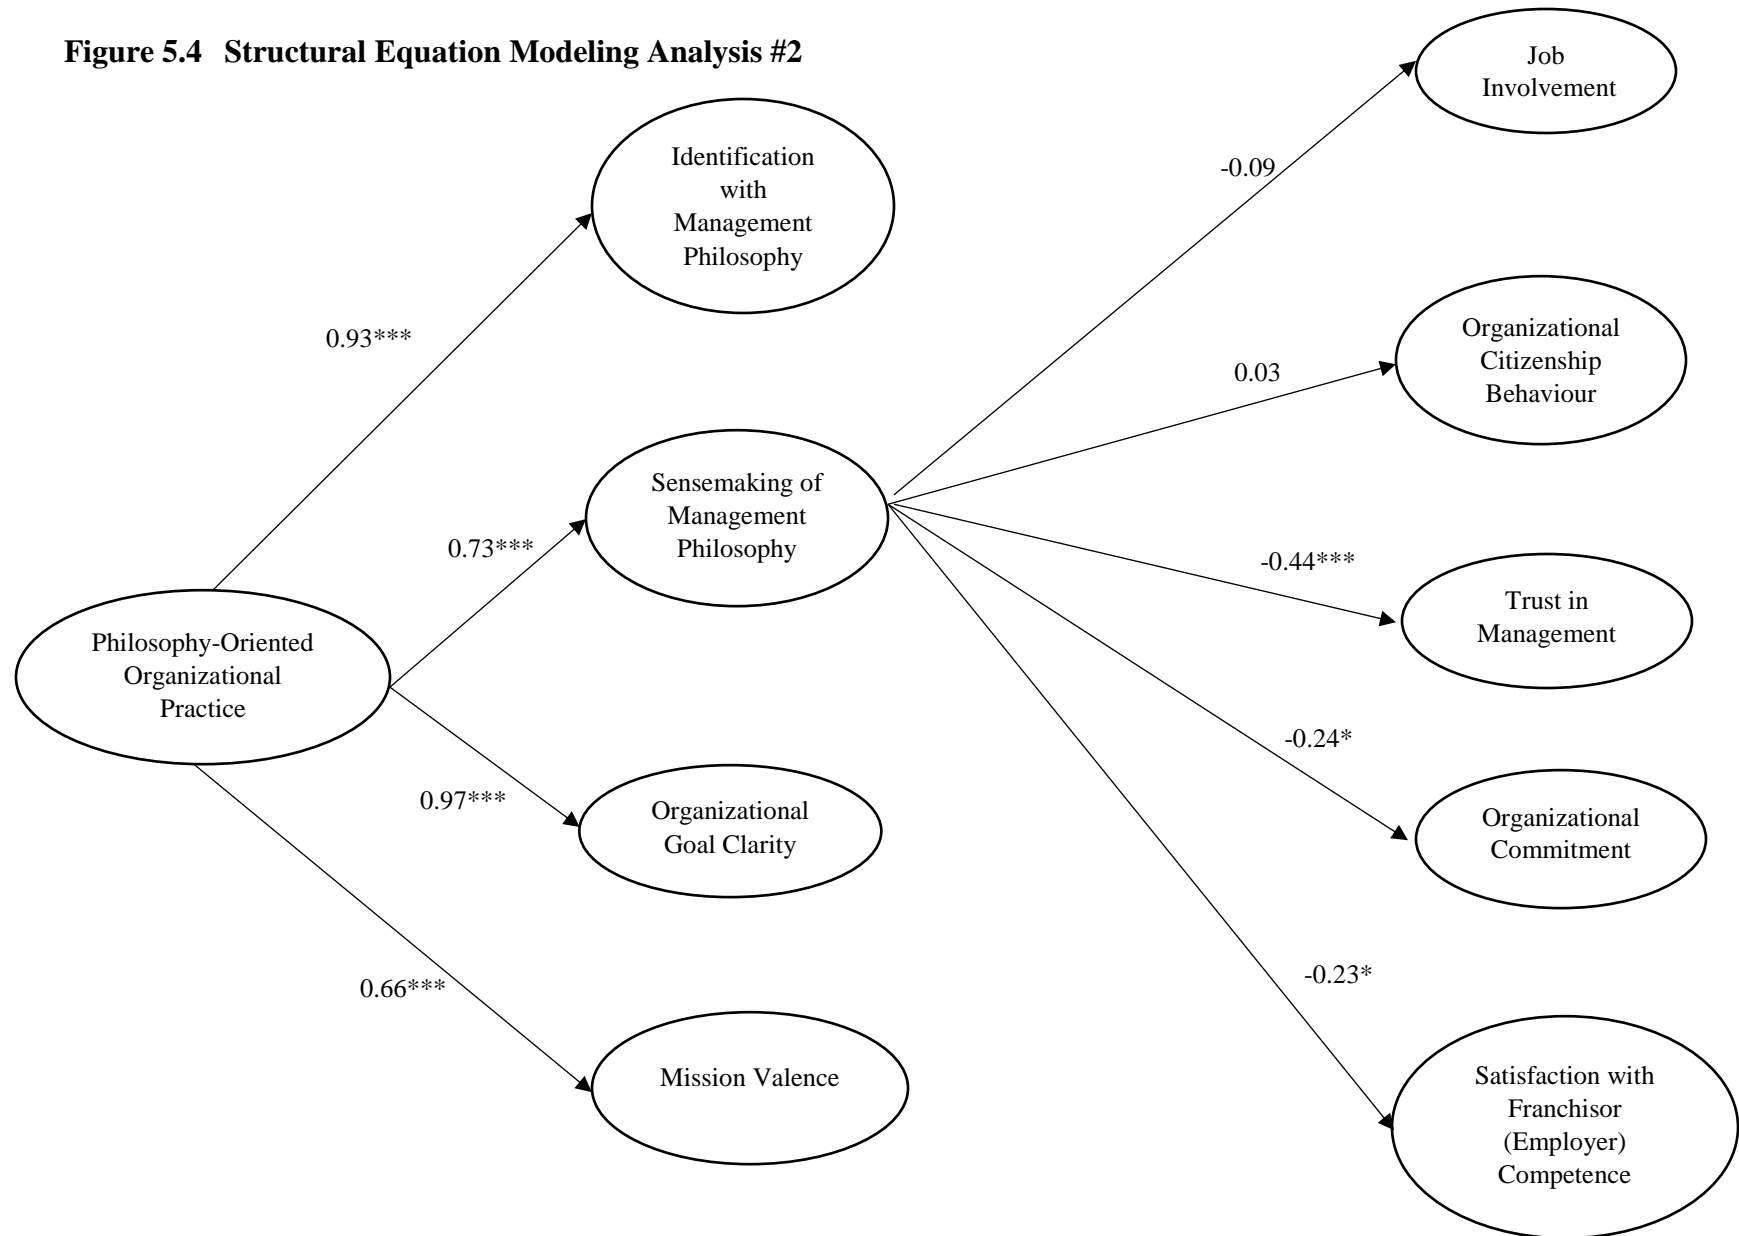 Figure 5.4 Structural Equation Modeling Analysis #2
Job
Involvement
Identification
with
Management
Philosophy
-0.09
0.93***
Organizational
Citizenship
Behaviour
0.03
Sensemaking of
Management
Philosophy
0.73***
-0.44***
Trust in
Management
Philosophy-Oriented
Organizational
Practice
-0.24*
0.97***
Organizational
Goal Clarity
Organizational
Commitment
0.66***
-0.23*
Mission Valence
Satisfaction with
Franchisor
(Employer)
Competence